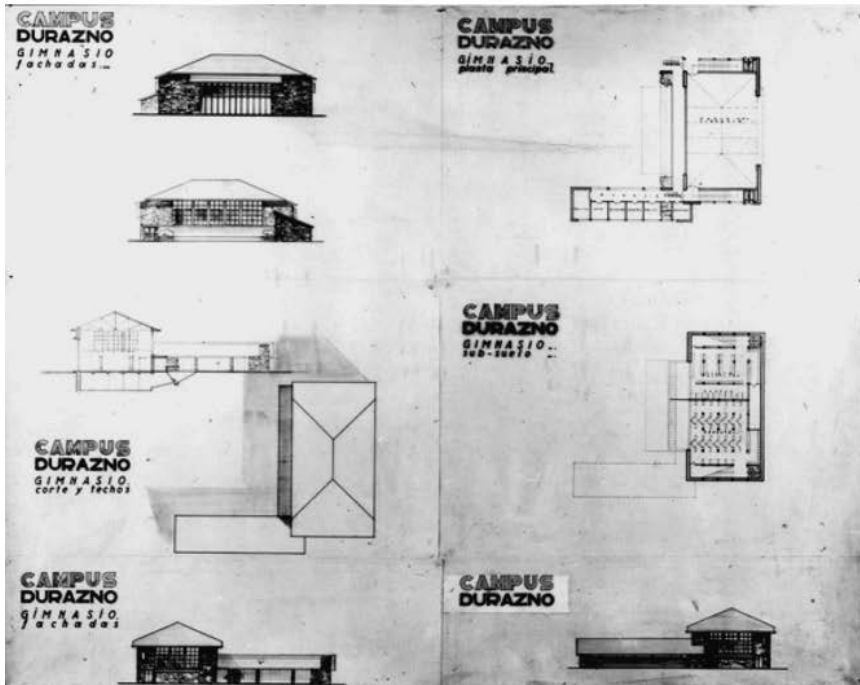 CAMPUS
DURAZNO
GIMNASIO
fachadas
CAMPUS
DURAZNO
GIMNASIO
planta principal
CAMPUS
DURAZNO
GIMNASIO
sub-suelo
CAMPUS
DURAZNO
GIMNASIO
corte y techos
CAMPUS
DURAZNO
GIMNASIO
fachadas
CAMPUS
DURAZNO